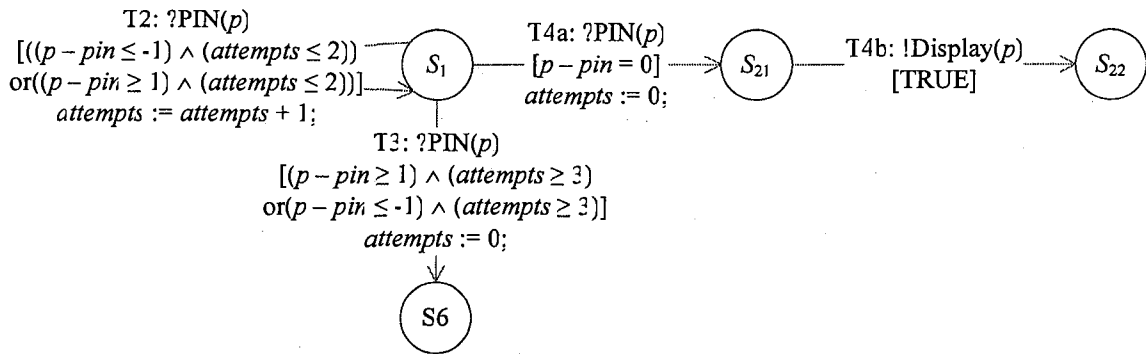 T2: ?PIN(p)
[((p – pin ≤ -1) ∧ (attempts ≤ 2))
or((p – pin ≥ 1) ∧ (attempts ≤ 2))]
attempts := attempts + 1;
S1
T4a: ?PIN(p)
[p – pin = 0]
attempts := 0;
S21
T4b: !Display(p)
[TRUE]
S22
T3: ?PIN(p)
[(p – pin ≥ 1) ∧ (attempts ≥ 3)
or(p – pin ≤ -1) ∧ (attempts ≥ 3)]
attempts := 0;
S6